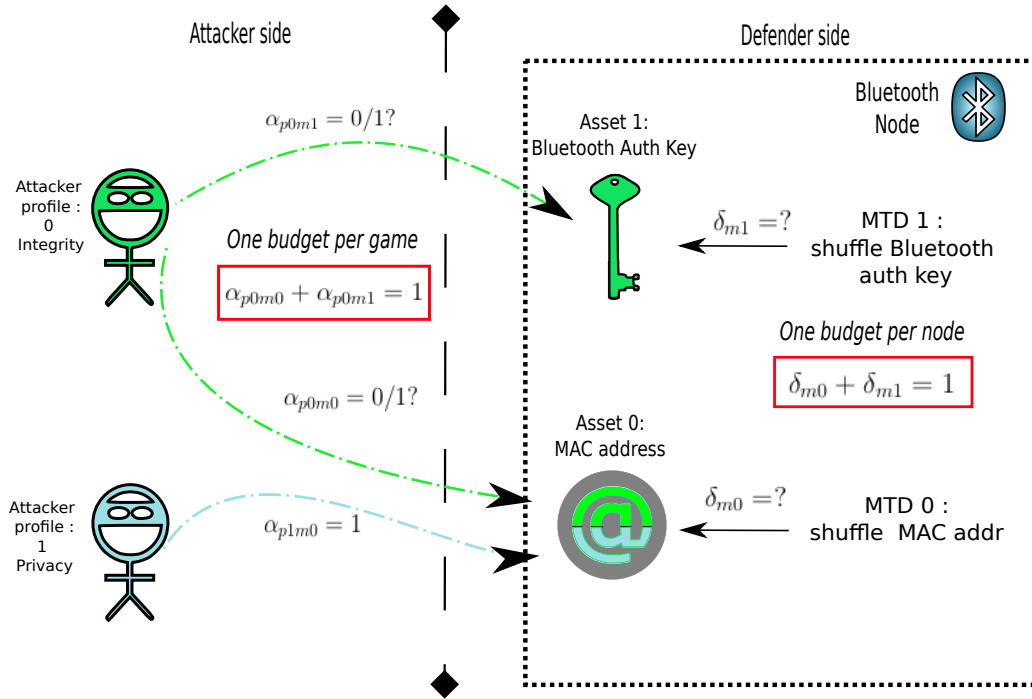 Attacker side
Defender side
Bluetooth
Node
α_{p0m1} = 0/1?
Asset 1:
Bluetooth Auth Key
Attacker
profile :
0
Integrity
One budget per game
α_{p0m0} + α_{p0m1} = 1
δ_{m1} =?
MTD 1 :
shuffle Bluetooth
auth key
One budget per node
δ_{m0} + δ_{m1} = 1
α_{p0m0} = 0/1?
Asset 0:
MAC address
@
Attacker
profile :
1
Privacy
α_{p1m0} = 1
δ_{m0} =?
MTD 0 :
shuffle MAC addr